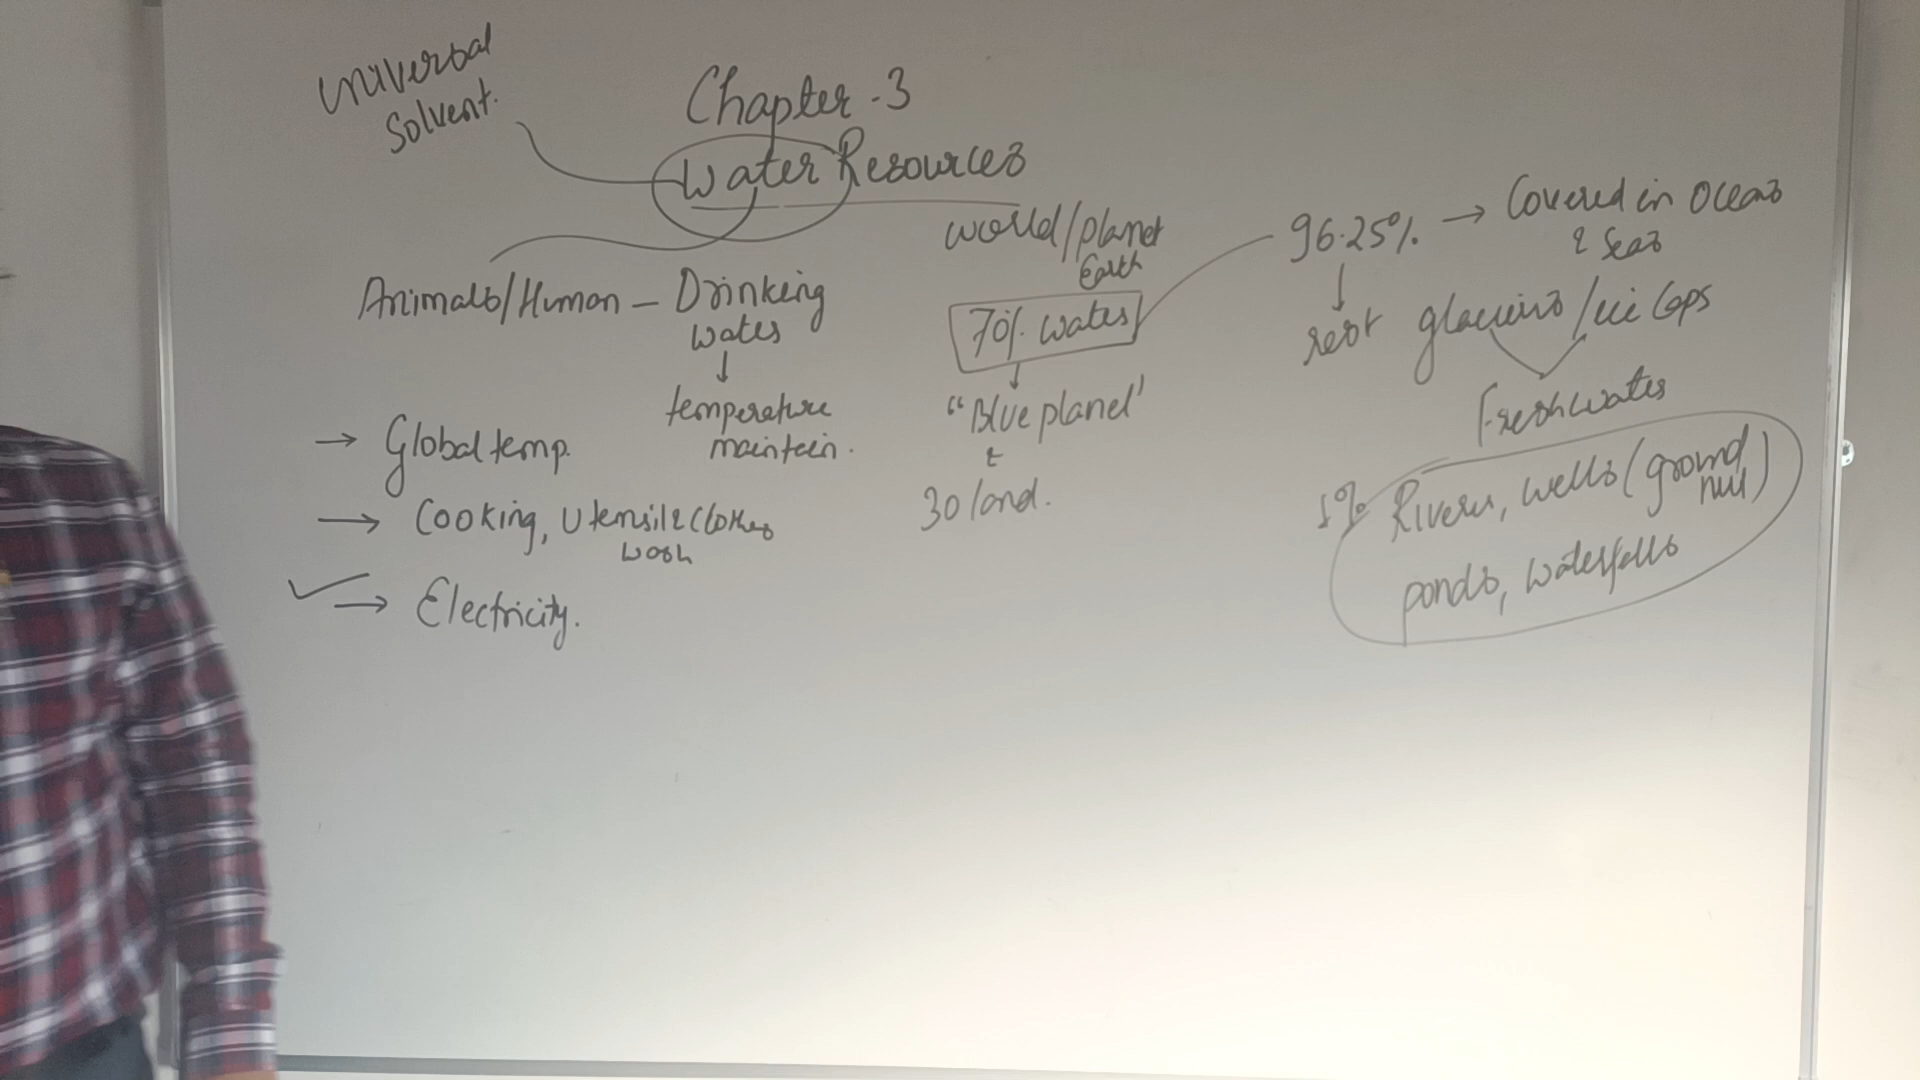 Universal
Solvent.
Chapter - 3
Water Resources
Animals/Human - Drinking
water
↓
temperature
maintain.
→ Global temp.
→ Cooking, Utensil & Clothes
wash
→ Electricity.
world/planet
Earth
70% water
↓
"Blue planet"
&
30 land.
96.25% → Covered in Oceans
& Seas
↓
rest glaciers /ice Caps
Freshwater
1% Rivers, wells (ground
ponds, waterfalls